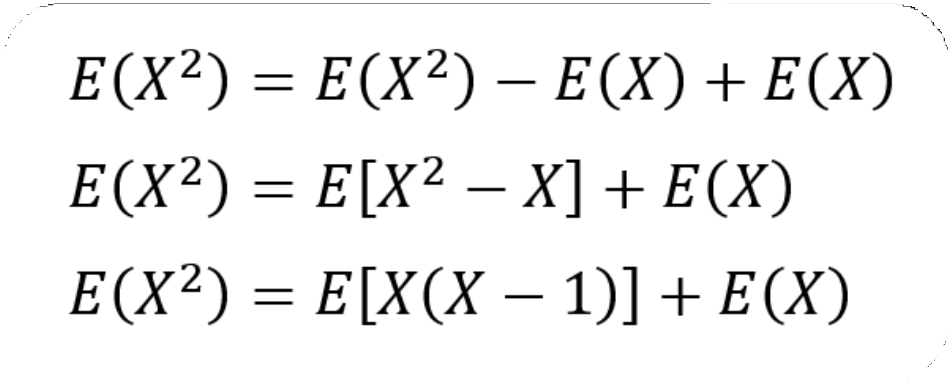 E(X²) = E(X²) − E(X) + E(X)
E(X²) = E[X² − X] + E(X)
E(X²) = E[X(X − 1)] + E(X)